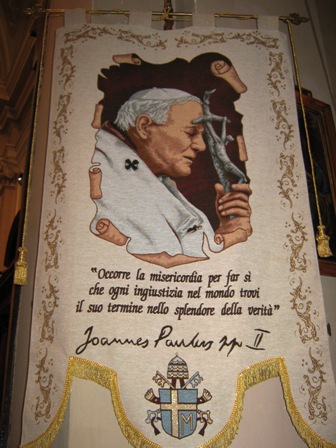 "Occorre la misericordia per far sì
che ogni ingiustizia nel mondo trovi
il suo termine nello splendore della verità"
Joannes Paulus pp II
M